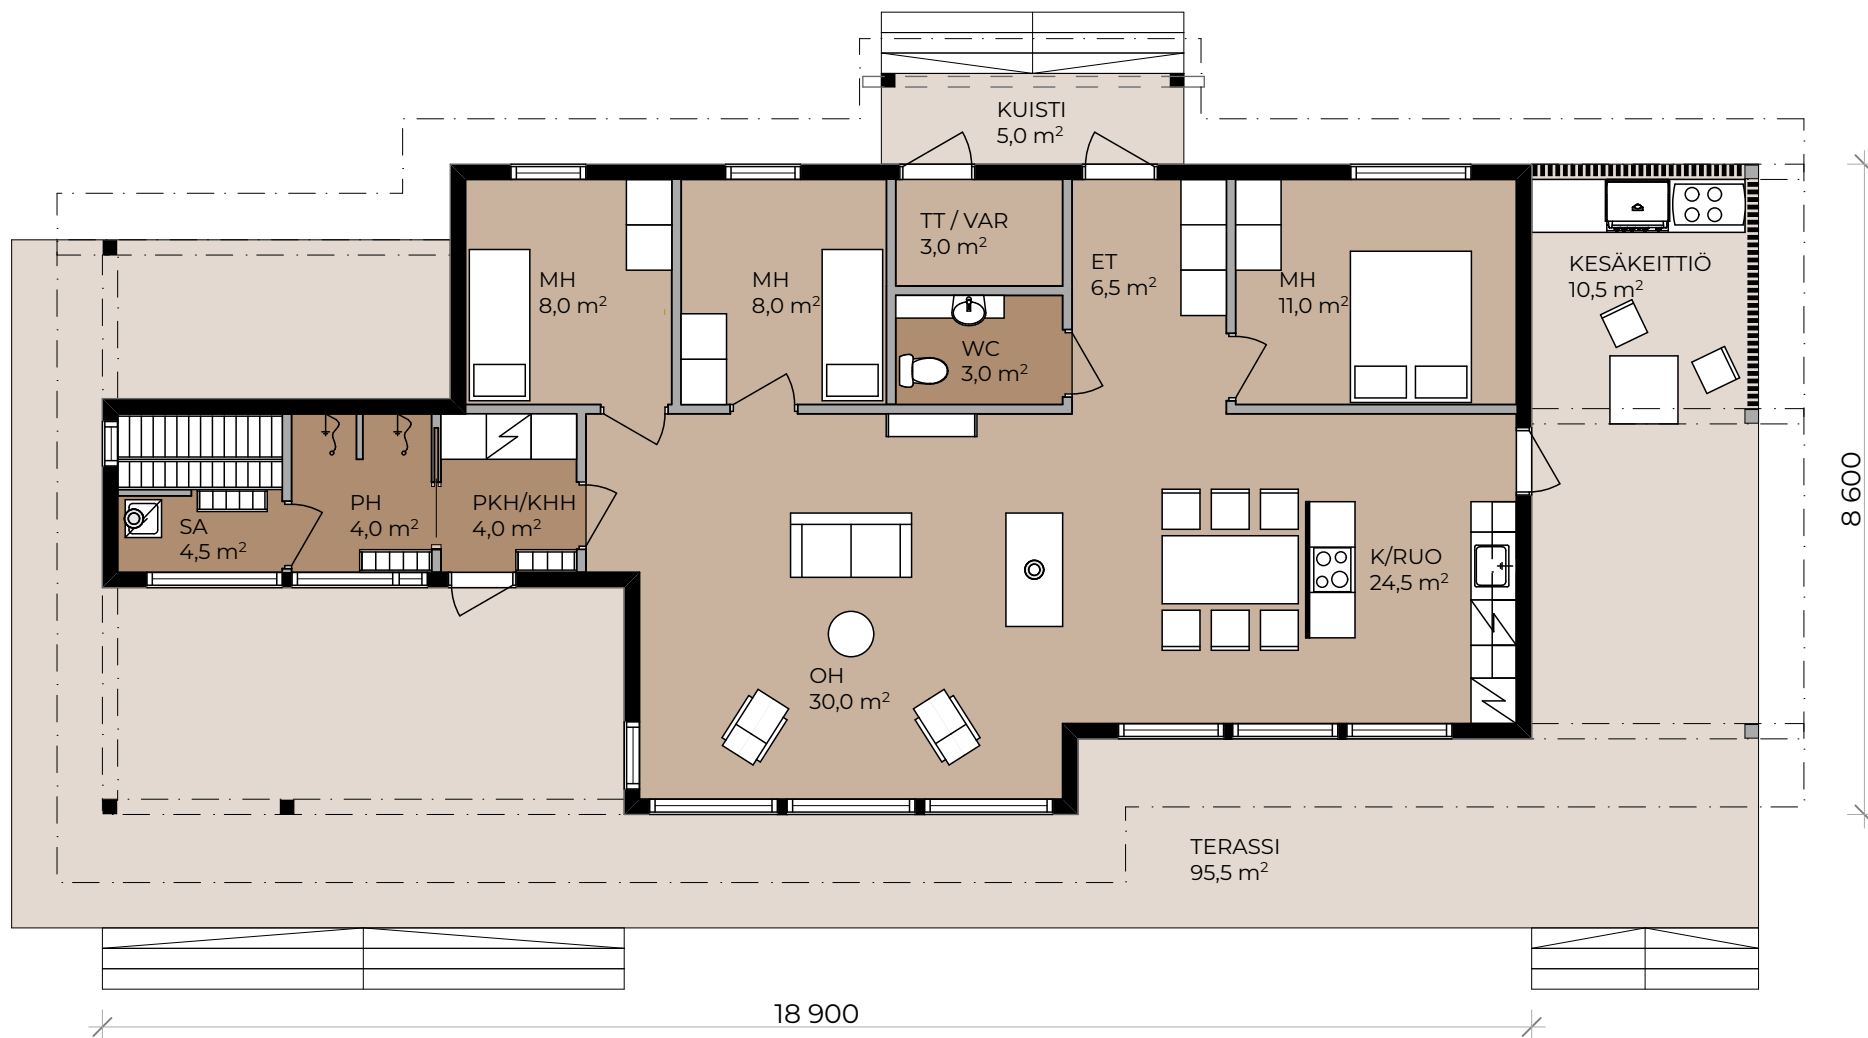 KUISTI
5,0 m²
TT / VAR
3,0 m²
ET
6,5 m²
MH
8,0 m²
MH
8,0 m²
MH
11,0 m²
KESÄKEITTIÖ
10,5 m²
WC
3,0 m²
PH
4,0 m²
PKH/KHH
4,0 m²
SA
4,5 m²
K/RUO
24,5 m²
OH
30,0 m²
8 600
TERASSI
95,5 m²
18 900